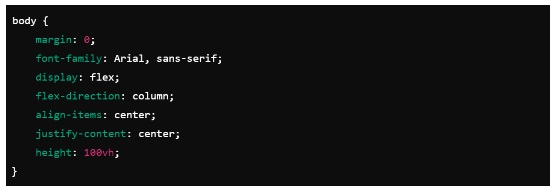 body {
    margin: 0;
    font-family: Arial, sans-serif;
    display: flex;
    flex-direction: column;
    align-items: center;
    justify-content: center;
    height: 100vh;
}